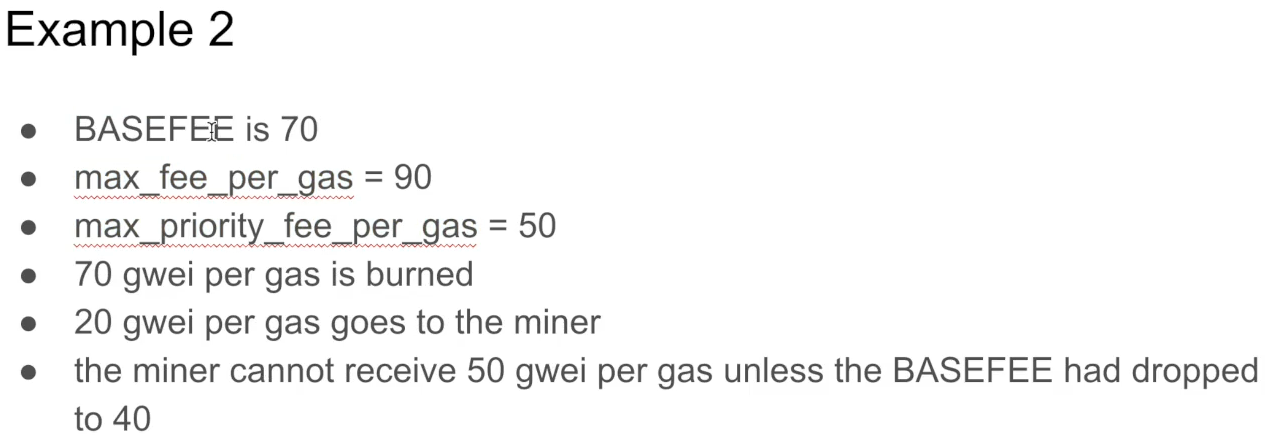 Example 2
● BASEFEE is 70
● max_fee_per_gas = 90
● max_priority_fee_per_gas = 50
● 70 gwei per gas is burned
● 20 gwei per gas goes to the miner
● the miner cannot receive 50 gwei per gas unless the BASEFEE had dropped
to 40